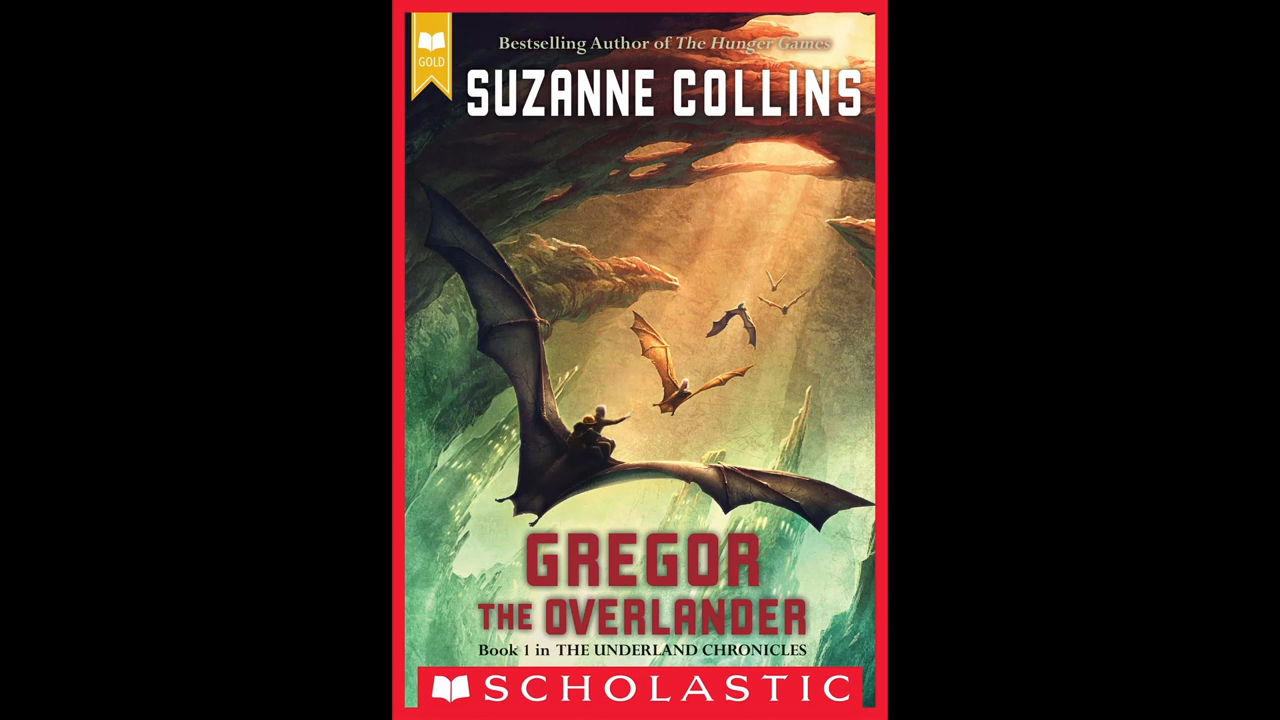 Bestselling Author of The Hunger Games
GOLD
SUZANNE COLLINS
GREGOR
THE OVERLANDER
Book 1 in THE UNDERLAND CHRONICLES
SCHOLASTIC